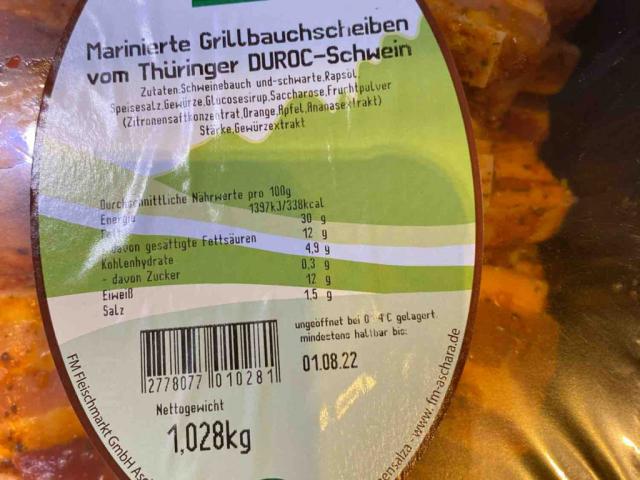 Marinierte Grillbauchscheiben
vom Thüringer DUROC-Schwein
Zutaten:Schweinebauch und-schwarte,Rapsöl,
Speisesalz,Gewürze,Glucosesirup,Saccharose,Fruchtpulver
(Zitronensaftkonzentrat,Orange,Apfel,Ananasextrakt)
Stärke,Gewürzextrakt
Durchschnittliche Nährwerte pro 100g
Energie 1397kJ/338kcal
30 g
- davon gesättigte Fettsäuren 12 g
Kohlenhydrate 4,9 g
- davon Zucker 0,3 g
Eiweiß 12 g
Salz 1,5 g
ungeöffnet bei 0 4°C gelagert.
mindestens haltbar bis:
01.08.22
2778077 010281
Nettogewicht
1,028kg
FM Fleischmarkt GmbH
www.fm-aschara.de